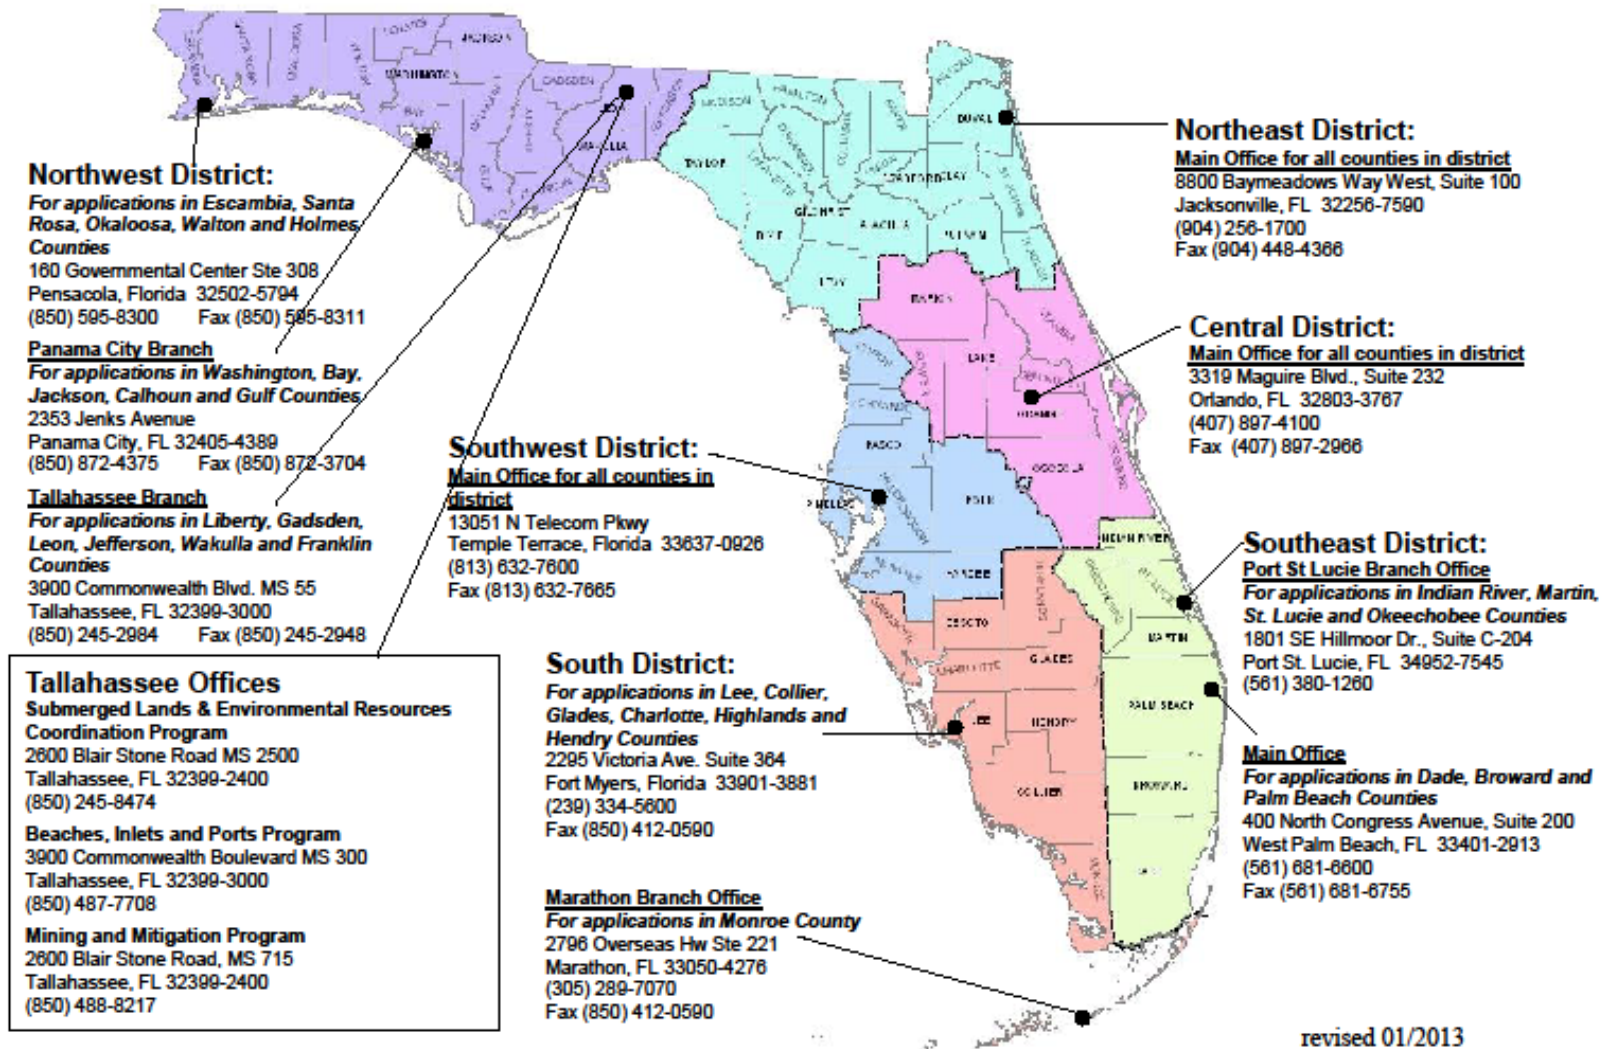 Northwest District:
For applications in Escambia, Santa
Rosa, Okaloosa, Walton and Holmes
Counties
160 Governmental Center Ste 308
Pensacola, Florida 32502-5794
(850) 595-8300 Fax (850) 595-8311
Panama City Branch
For applications in Washington, Bay,
Jackson, Calhoun and Gulf Counties
2353 Jenks Avenue
Panama City, FL 32405-4389
(850) 872-4375 Fax (850) 872-3704
Tallahassee Branch
For applications in Liberty, Gadsden,
Leon, Jefferson, Wakulla and Franklin
Counties
3900 Commonwealth Blvd. MS 55
Tallahassee, FL 32399-3000
(850) 245-2984 Fax (850) 245-2948
Tallahassee Offices
Submerged Lands & Environmental Resources
Coordination Program
2600 Blair Stone Road MS 2500
Tallahassee, FL 32399-2400
(850) 245-8474
Beaches, Inlets and Ports Program
3900 Commonwealth Boulevard MS 300
Tallahassee, FL 32399-3000
(850) 487-7708
Mining and Mitigation Program
2600 Blair Stone Road, MS 715
Tallahassee, FL 32399-2400
(850) 488-8217
Southwest District:
Main Office for all counties in
district
13051 N Telecom Pkwy
Temple Terrace, Florida 33637-0926
(813) 632-7600
Fax (813) 632-7665
South District:
For applications in Lee, Collier,
Glades, Charlotte, Highlands and
Hendry Counties
2295 Victoria Ave. Suite 364
Fort Myers, Florida 33901-3881
(239) 334-5600
Fax (850) 412-0590
Marathon Branch Office
For applications in Monroe County
2796 Overseas Hw Ste 221
Marathon, FL 33050-4276
(305) 289-7070
Fax (850) 412-0590
Northeast District:
Main Office for all counties in district
8800 Baymeadows Way West, Suite 100
Jacksonville, FL 32256-7590
(904) 256-1700
Fax (904) 448-4366
Central District:
Main Office for all counties in district
3319 Maguire Blvd., Suite 232
Orlando, FL 32803-3767
(407) 897-4100
Fax (407) 897-2966
Southeast District:
Port St Lucie Branch Office
For applications in Indian River, Martin,
St. Lucie and Okeechobee Counties
1801 SE Hillmoor Dr., Suite C-204
Port St. Lucie, FL 34952-7545
(561) 380-1260
Main Office
For applications in Dade, Broward and
Palm Beach Counties
400 North Congress Avenue, Suite 200
West Palm Beach, FL 33401-2913
(561) 681-6600
Fax (561) 681-6755
JACKSON
WASHINGTON
GADSDEN
BAY
MADISON
HAMILTON
TAYLOR
DUVAL
GILCHRIST
DIXIE
ALACHUA
PUTNAM
LEVY
MARION
LAKE
ORANGE
OSCEOLA
PASCO
POLK
HARDEE
DESOTO
CHARLOTTE
GLADES
LEE
HENDRY
COLLIER
INDIAN RIVER
MARTIN
PALM BEACH
BROWARD
revised 01/2013